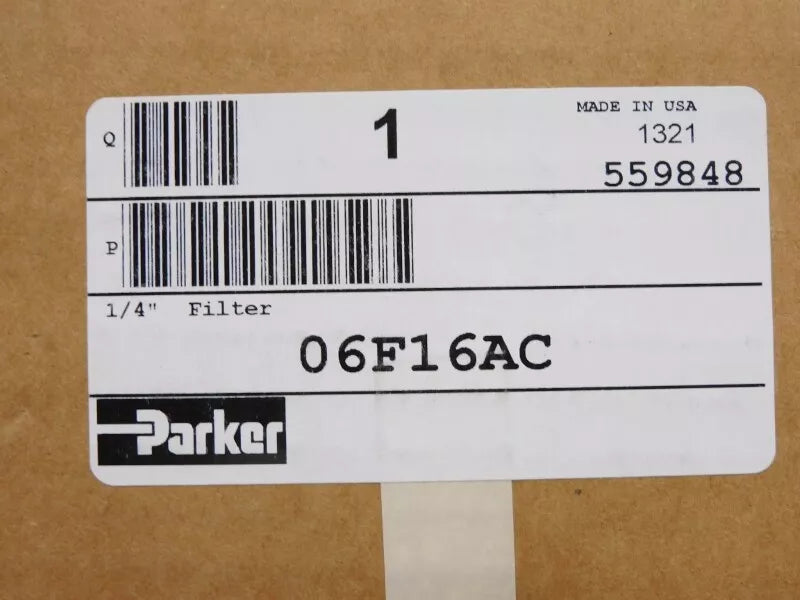 Q 1 MADE IN USA
1321
559848
P
1/4" Filter
06F16AC
Parker